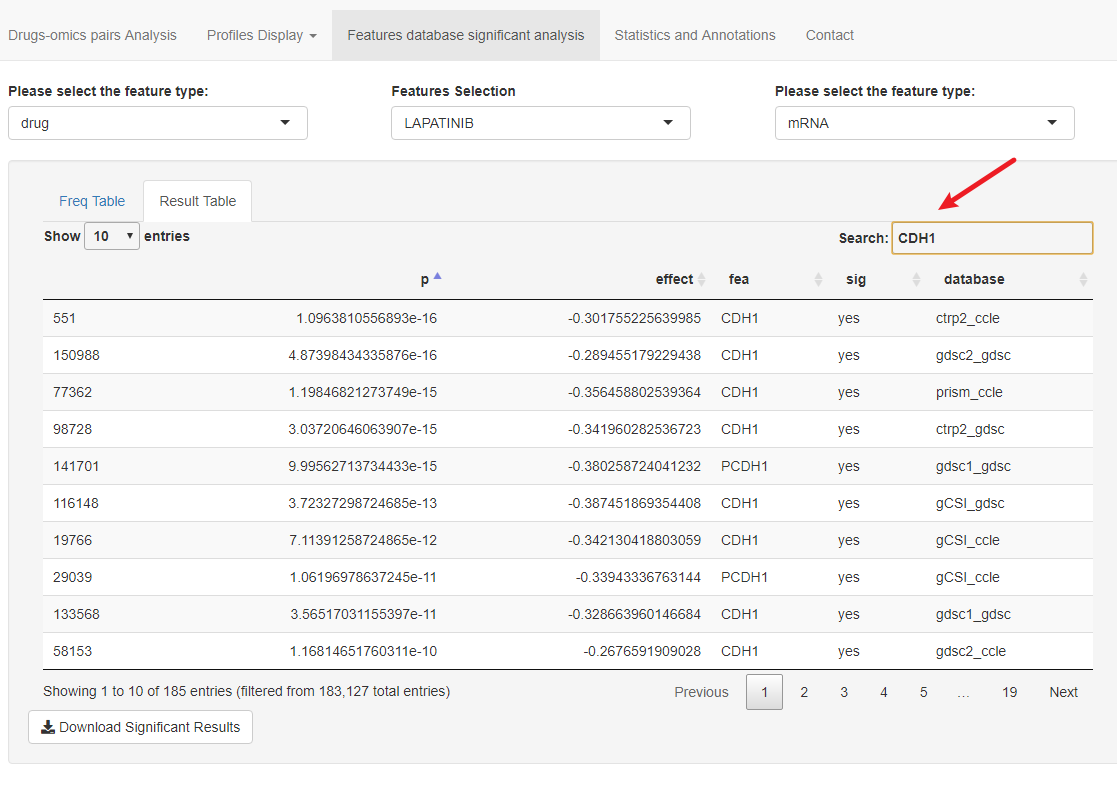 Drugs-omics pairs Analysis Profiles Display Features database significant analysis Statistics and Annotations Contact
Please select the feature type: Features Selection Please select the feature type:
drug LAPATINIB mRNA
Freq Table Result Table
Show 10 entries Search: CDH1
p effect fea sig database
551 1.0963810556893e-16 -0.301755225639985 CDH1 yes ctrp2_ccle
150988 4.87398434335876e-16 -0.289455179229438 CDH1 yes gdsc2_gdsc
77362 1.19846821273749e-15 -0.356458802539364 CDH1 yes prism_ccle
98728 3.03720646063907e-15 -0.341960282536723 CDH1 yes ctrp2_gdsc
141701 9.99562713734433e-15 -0.380258724041232 PCDH1 yes gdsc1_gdsc
116148 3.72327298724685e-13 -0.387451869354408 CDH1 yes gCSI_gdsc
19766 7.11391258724865e-12 -0.342130418803059 CDH1 yes gCSI_ccle
29039 1.06196978637245e-11 -0.33943336763144 PCDH1 yes gCSI_ccle
133568 3.56517031155397e-11 -0.328663960146684 CDH1 yes gdsc1_gdsc
58153 1.16814651760311e-10 -0.2676591909028 CDH1 yes gdsc2_ccle
Showing 1 to 10 of 185 entries (filtered from 183,127 total entries) Previous 1 2 3 4 5 … 19 Next
Download Significant Results